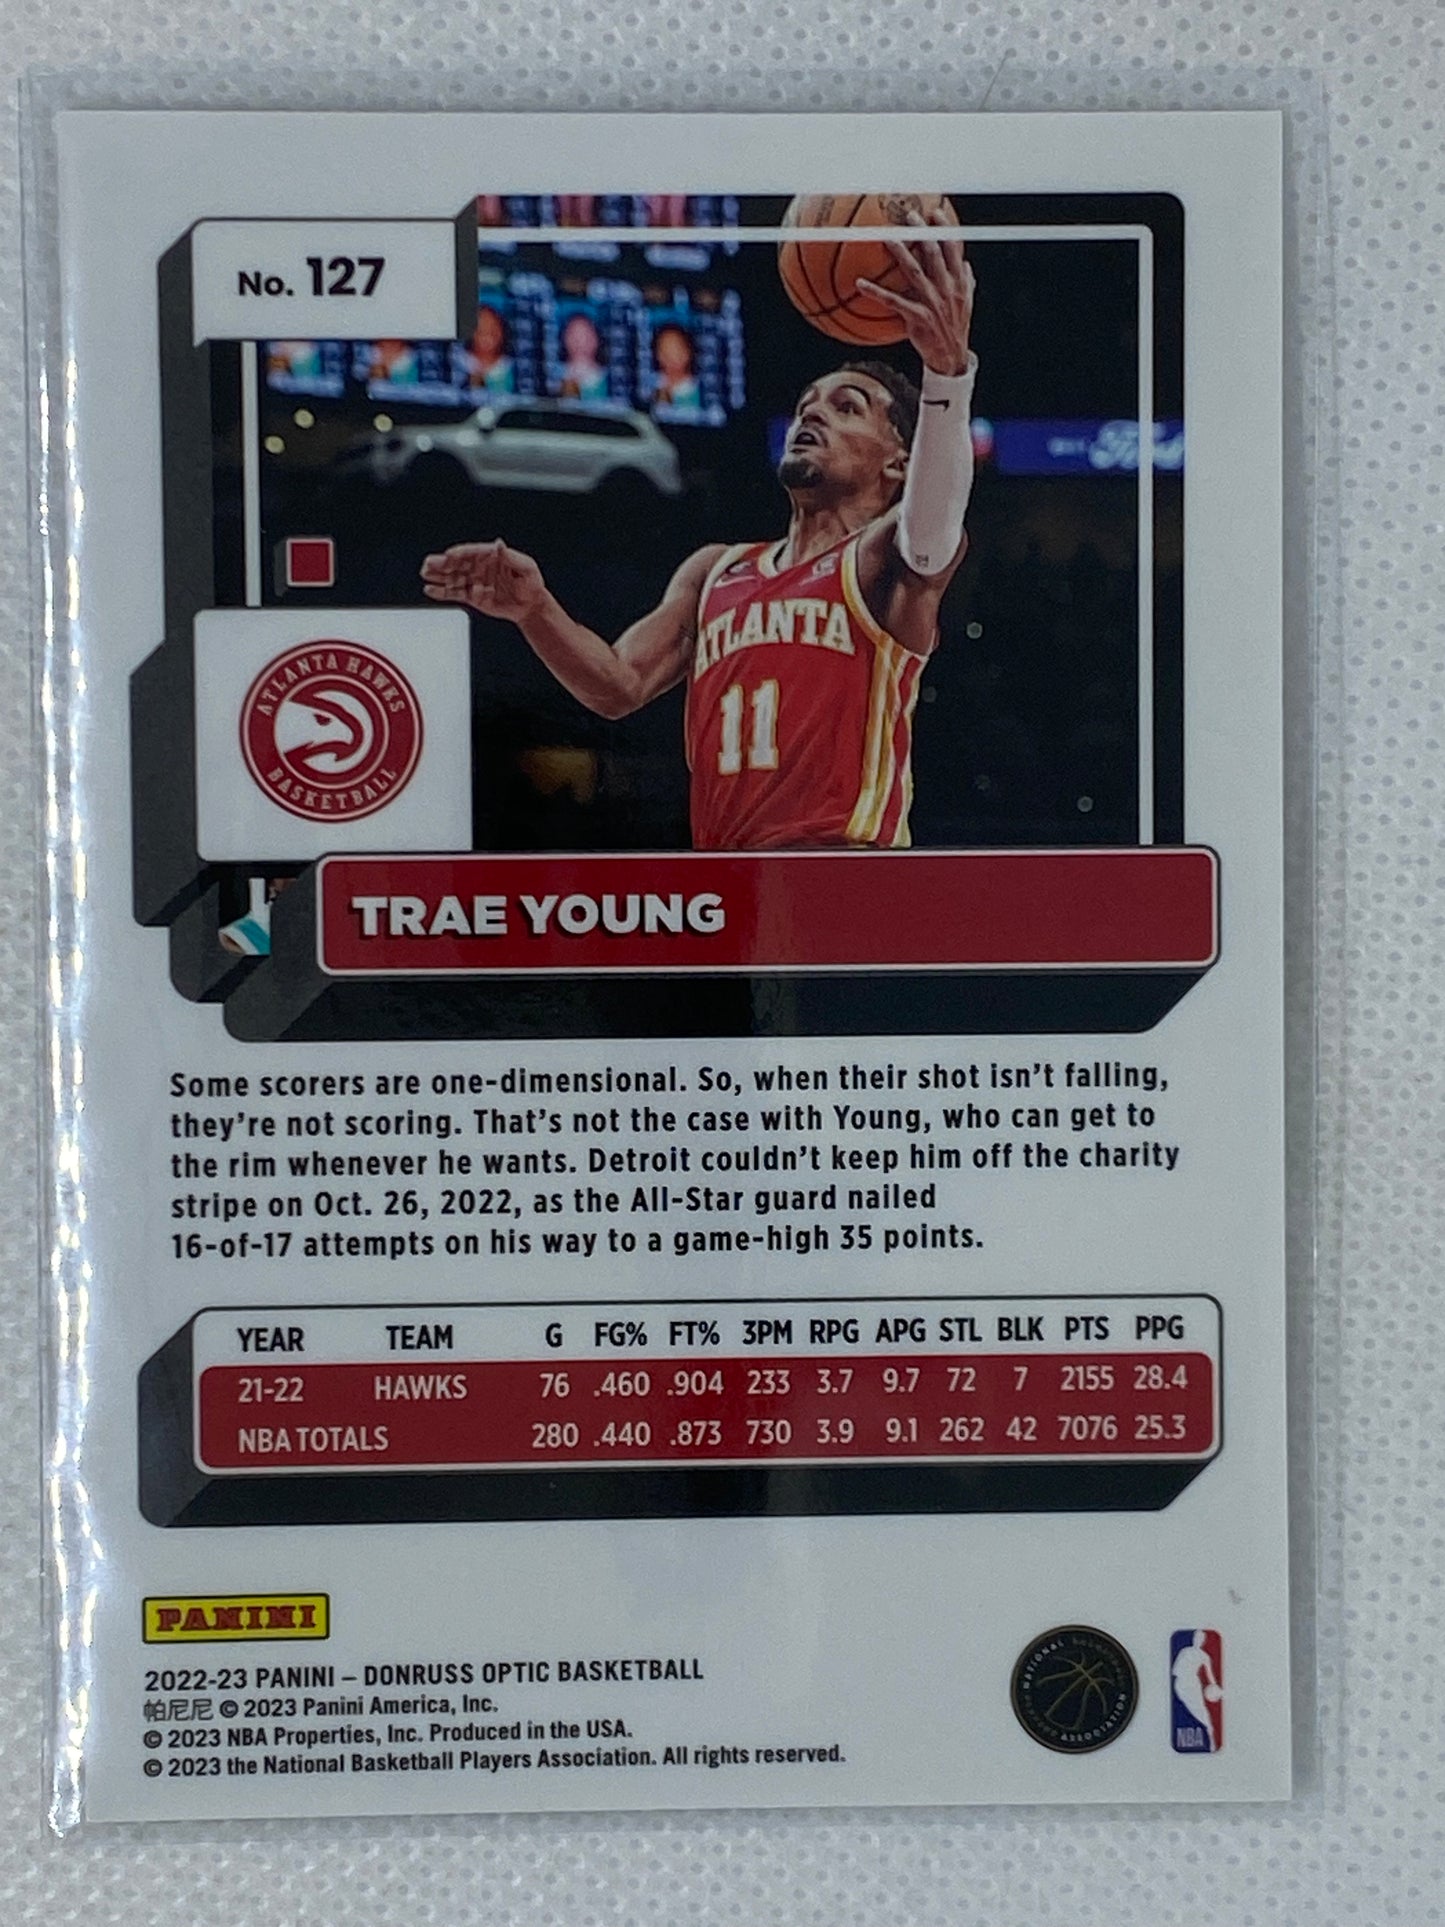 No. 127
Ford
ATLANTA
11
ATLANTA HAWKS
BASKETBALL
TRAE YOUNG
Some scorers are one-dimensional. So, when their shot isn't falling,
they're not scoring. That's not the case with Young, who can get to
the rim whenever he wants. Detroit couldn't keep him off the charity
stripe on Oct. 26, 2022, as the All-Star guard nailed
16-of-17 attempts on his way to a game-high 35 points.
YEAR TEAM G FG% FT% 3PM RPG APG STL BLK PTS PPG
21-22 HAWKS 76 .460 .904 233 3.7 9.7 72 7 2155 28.4
NBA TOTALS 280 .440 .873 730 3.9 9.1 262 42 7076 25.3
PANINI
2022-23 PANINI – DONRUSS OPTIC BASKETBALL
帕尼尼 © 2023 Panini America, Inc.
© 2023 NBA Properties, Inc. Produced in the USA.
© 2023 the National Basketball Players Association. All rights reserved.
NATIONAL BASKETBALL PLAYERS ASSOCIATION
NBA